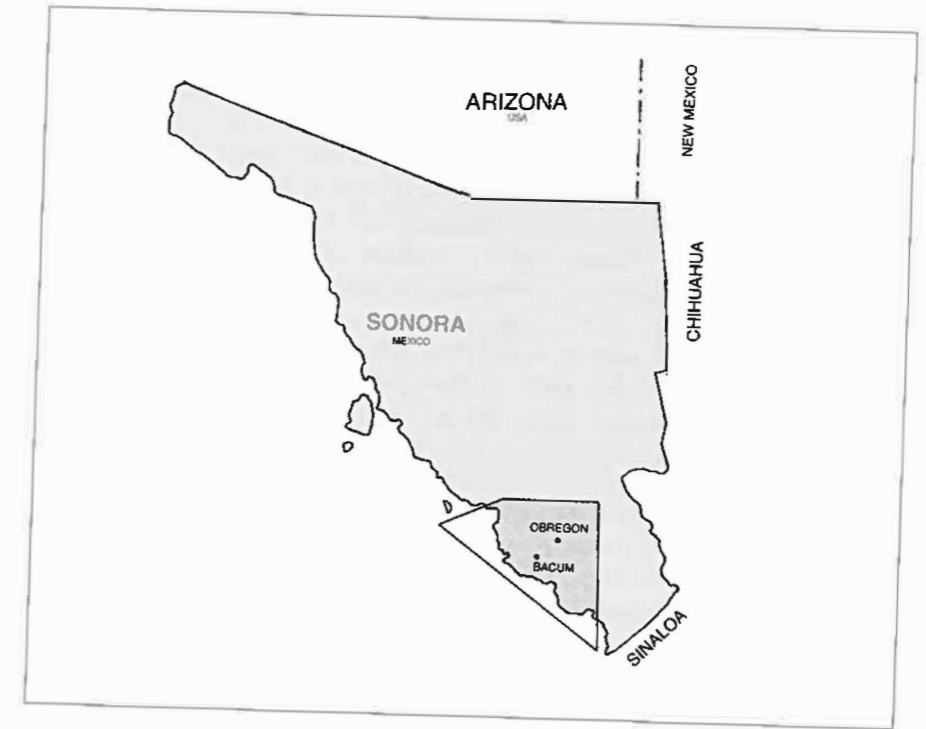 ARIZONA
USA
NEW MEXICO
CHIHUAHUA
SONORA
MEXICO
OBREGON
BACUM
SINALOA